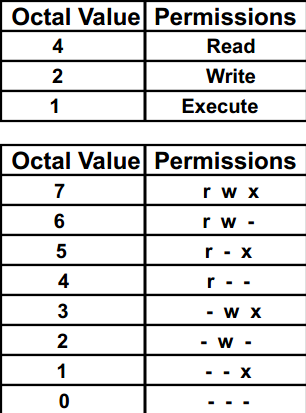 Octal Value Permissions
4 Read
2 Write
1 Execute
Octal Value Permissions
7 r w x
6 r w -
5 r - x
4 r - -
3 - w x
2 - w -
1 - - x
0 - - -